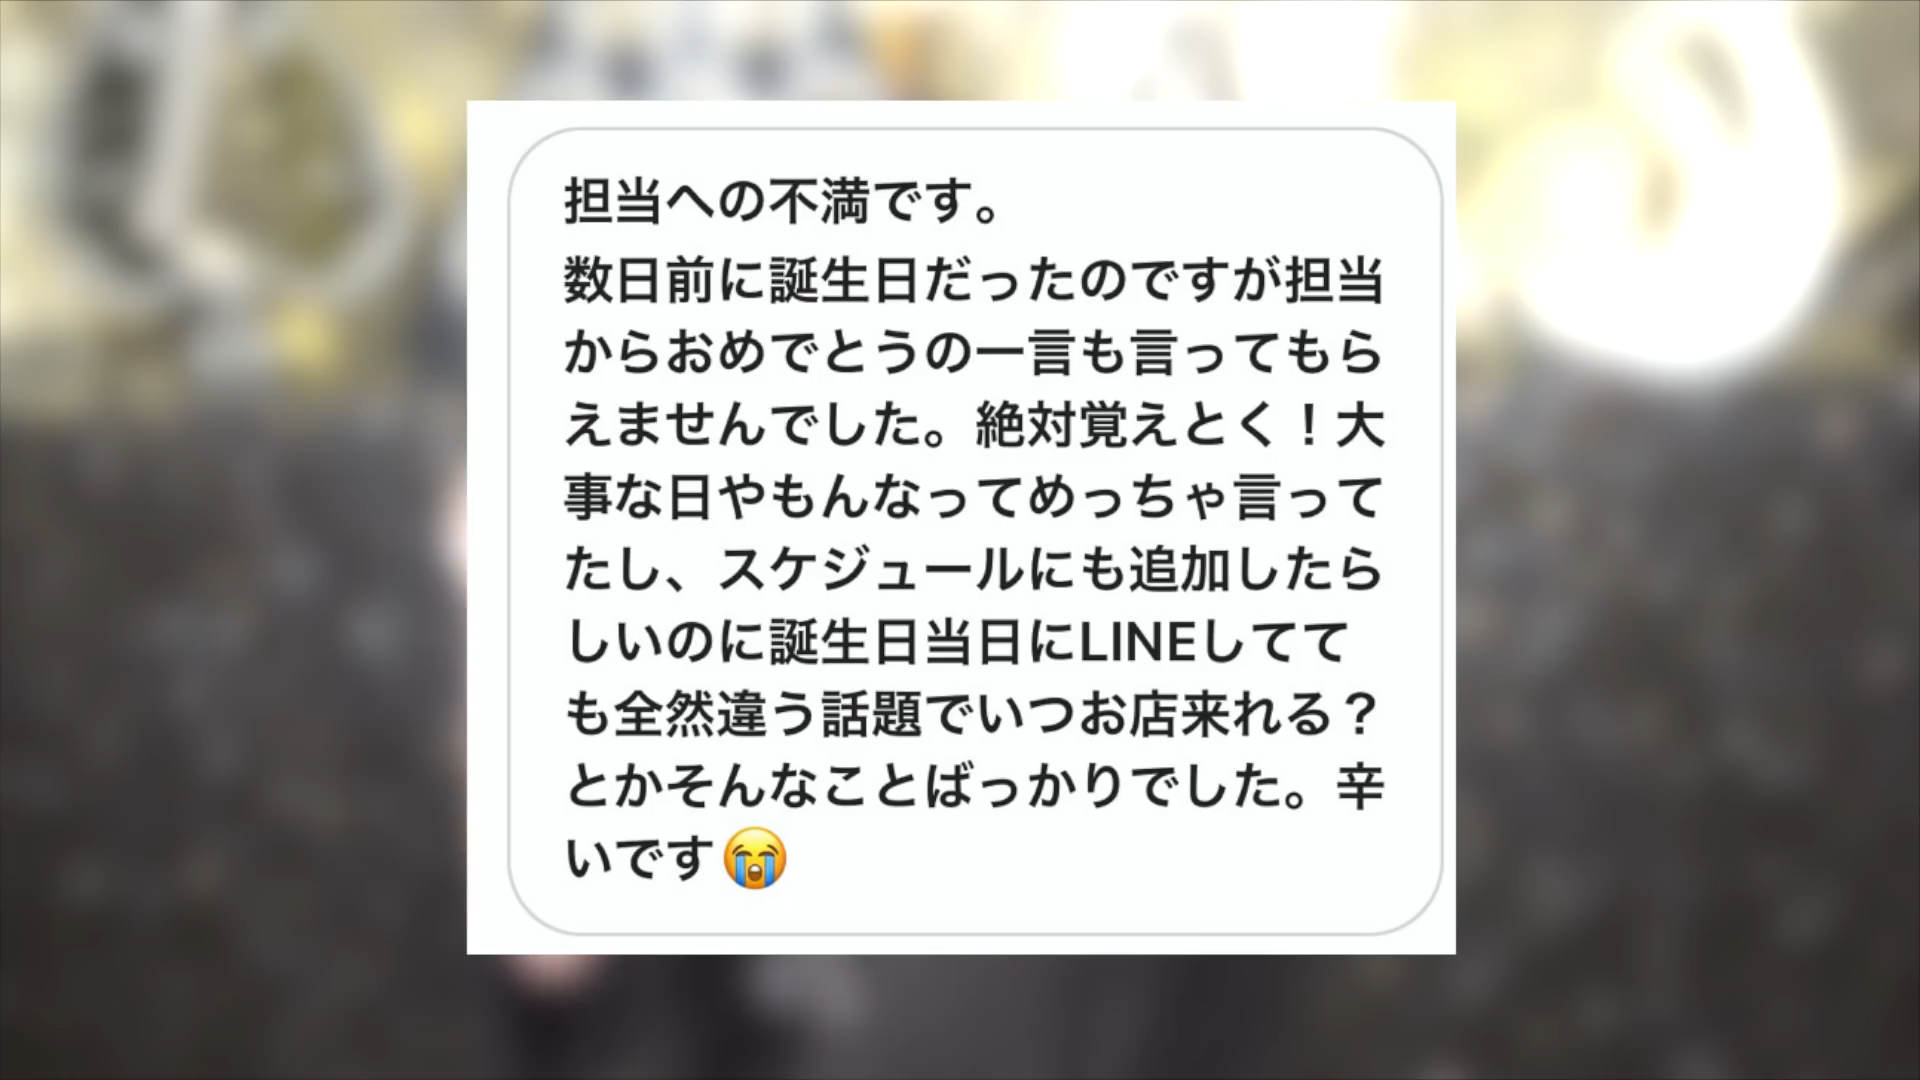 担当への不満です。
数日前に誕生日だったのですが担当
からおめでとうの一言も言ってもら
えませんでした。絶対覚えとく！大
事な日やもんなってめっちゃ言って
たし、スケジュールにも追加したら
しいのに誕生日当日にLINEしてて
も全然違う話題でいつお店来れる？
とかそんなことばっかりでした。辛
いです😭